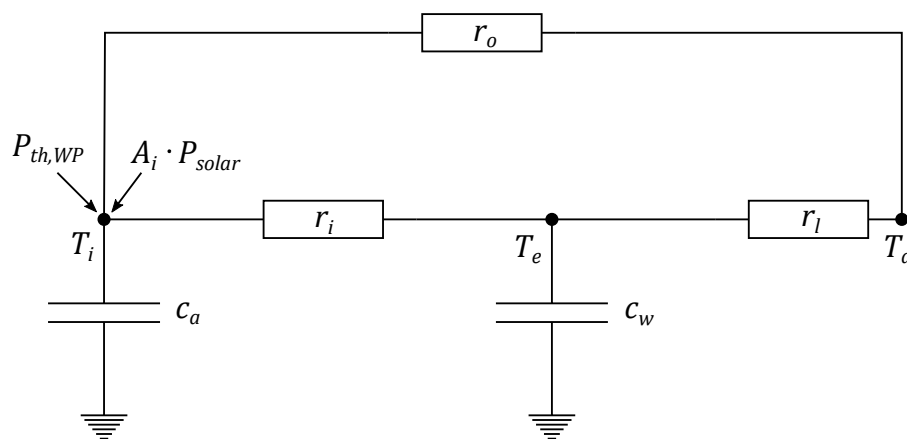 r_o
P_th,WP
A_i · P_solar
r_i
r_l
T_i
T_e
c_a
c_w